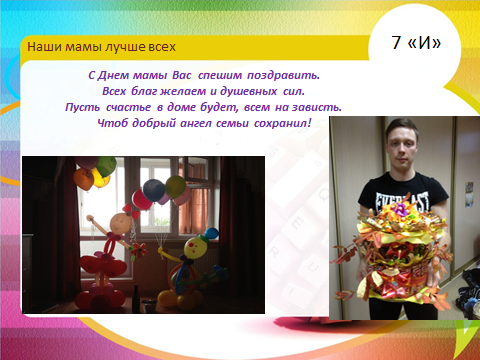 Наши мамы лучше всех
7 «И»
С Днем мамы Вас спешим поздравить.
Всех благ желаем и душевных сил.
Пусть счастье в доме будет, всем на зависть.
Чтоб добрый ангел семьи сохранил!
EVERLAST